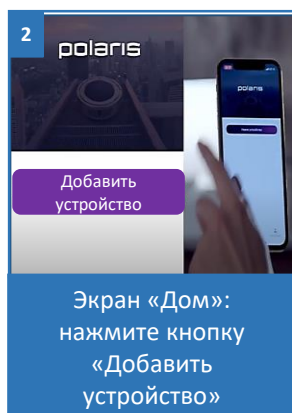 2
polaris
polaris
Добавить
устройство
Экран «Дом»:
нажмите кнопку
«Добавить
устройство»